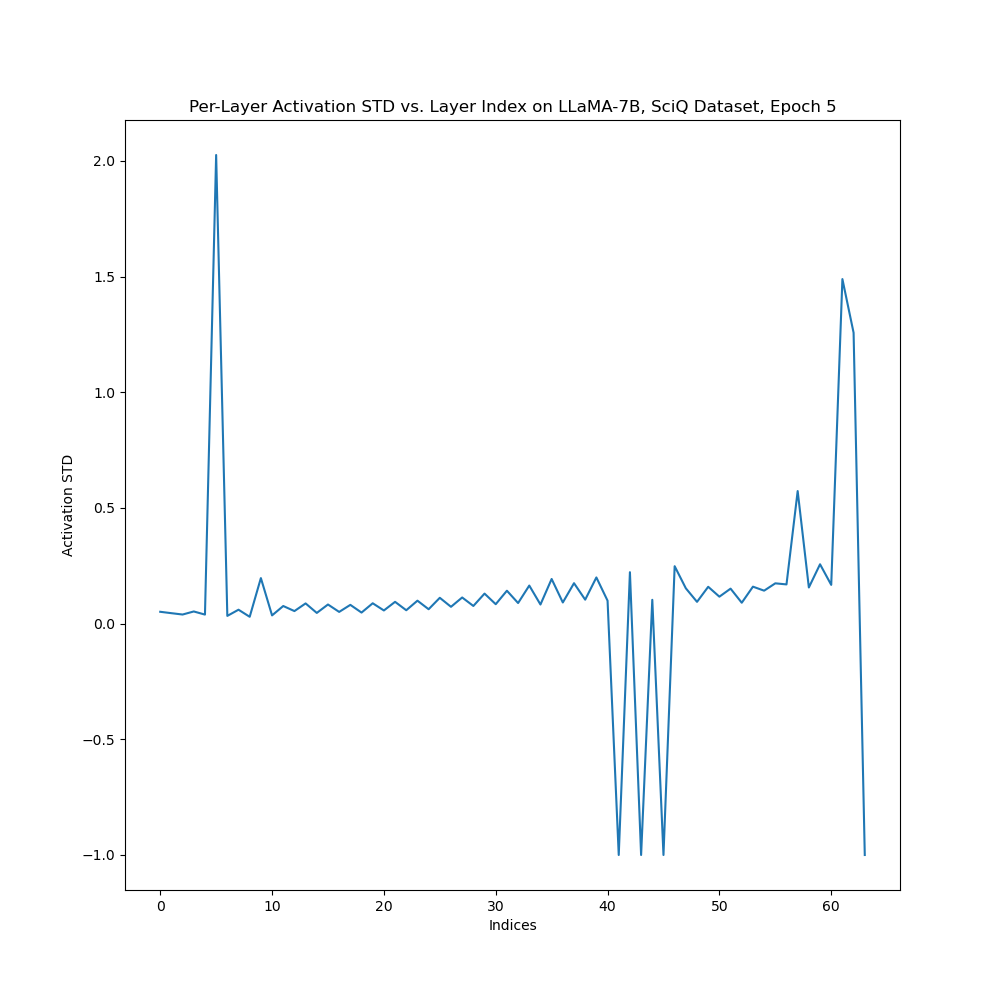 Per-Layer Activation STD vs. Layer Index on LLaMA-7B, SciQ Dataset, Epoch 5
2.0
1.5
1.0
0.5
0.0
−0.5
−1.0
Activation STD
0 10 20 30 40 50 60
Indices